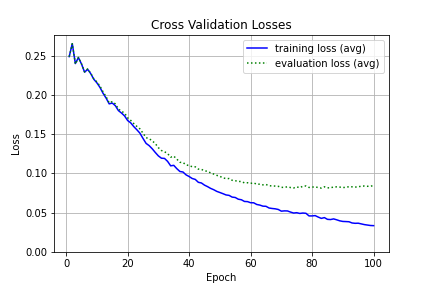 Cross Validation Losses
training loss (avg)
evaluation loss (avg)
Loss
0.25
0.20
0.15
0.10
0.05
0.00
0 20 40 60 80 100
Epoch